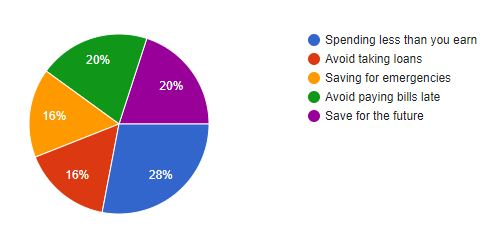 20%
20%
16%
16%
28%
Spending less than you earn
Avoid taking loans
Saving for emergencies
Avoid paying bills late
Save for the future